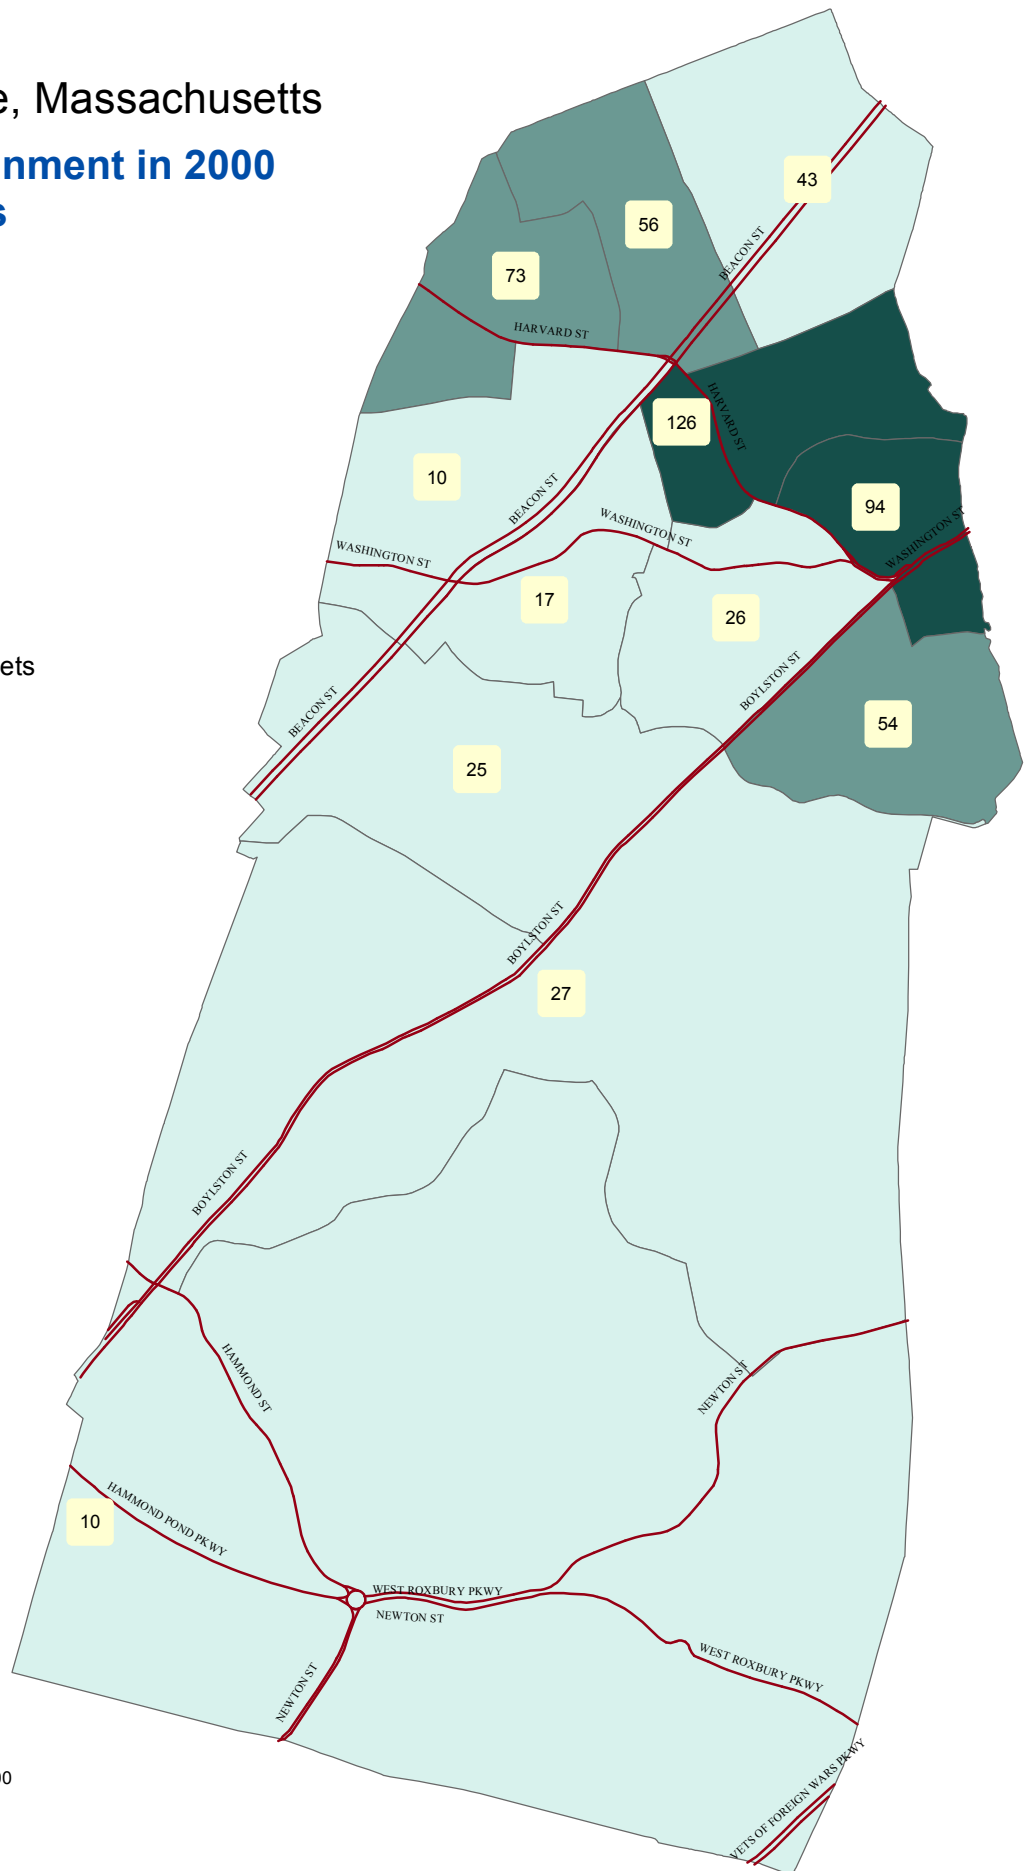 e, Massachusetts
nment in 2000
s
43
56
BEACON ST
73
HARVARD ST
HARVARD ST
126
10
BEACON ST
94
WASHINGTON ST
WASHINGTON ST
WASHINGTON ST
17
26
ets
BOYLSTON ST
BEACON ST
54
25
BOYLSTON ST
27
BOYLSTON ST
HAMMOND ST
NEWTON ST
HAMMOND POND PKWY
10
WEST ROXBURY PKWY
NEWTON ST
WEST ROXBURY PKWY
NEWTON ST
VETS OF FOREIGN WARS PKWY
00